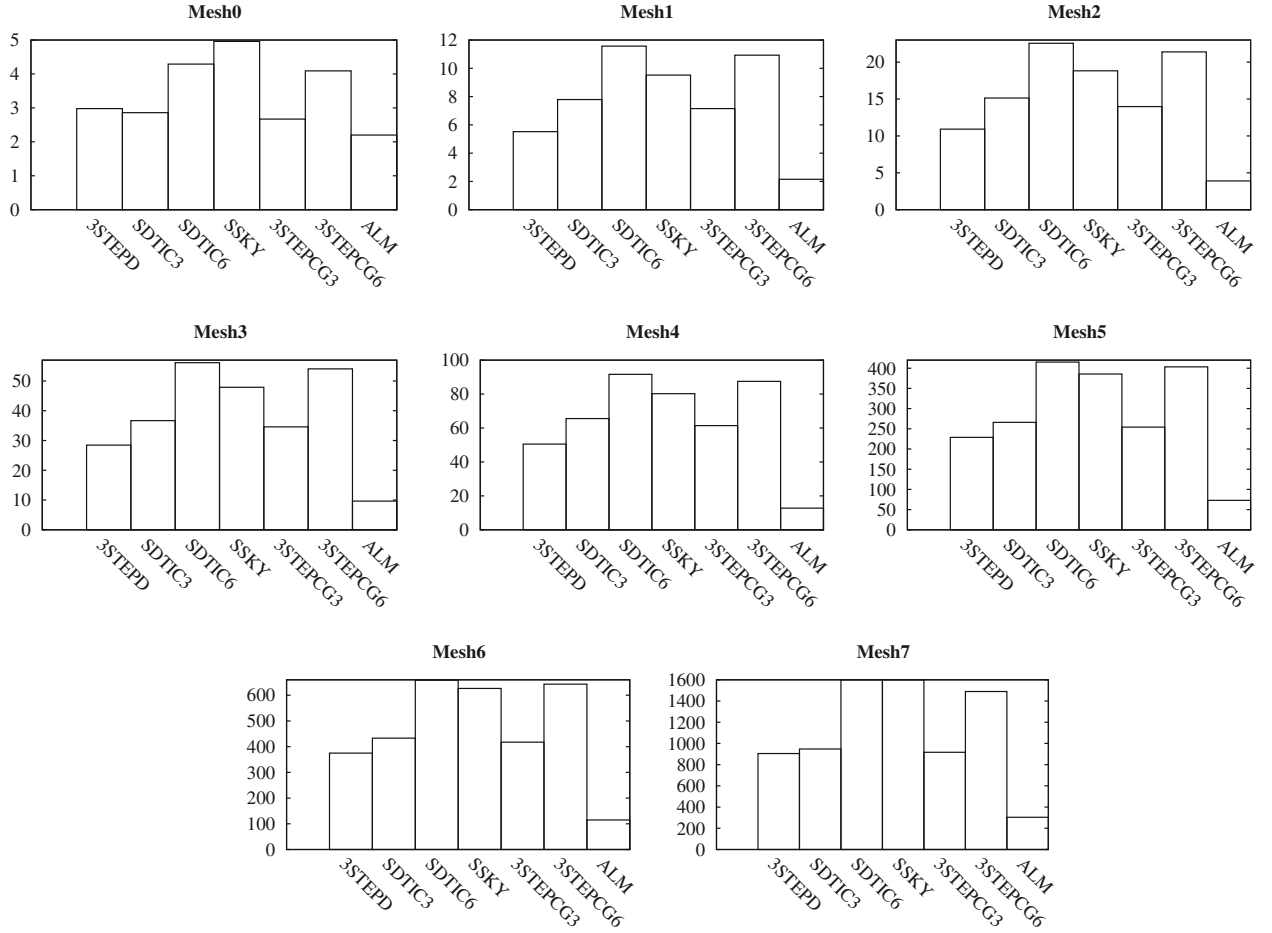 Mesh0
5
4
3
2
1
0
3STEPD
SDTIC3
SDTIC6
SSKY
3STEPCG3
3STEPCG6
ALM
Mesh1
12
10
8
6
4
2
0
3STEPD
SDTIC3
SDTIC6
SSKY
3STEPCG3
3STEPCG6
ALM
Mesh2
20
15
10
5
0
3STEPD
SDTIC3
SDTIC6
SSKY
3STEPCG3
3STEPCG6
ALM
Mesh3
50
40
30
20
10
0
3STEPD
SDTIC3
SDTIC6
SSKY
3STEPCG3
3STEPCG6
ALM
Mesh4
100
80
60
40
20
0
3STEPD
SDTIC3
SDTIC6
SSKY
3STEPCG3
3STEPCG6
ALM
Mesh5
400
350
300
250
200
150
100
50
0
3STEPD
SDTIC3
SDTIC6
SSKY
3STEPCG3
3STEPCG6
ALM
Mesh6
600
500
400
300
200
100
0
3STEPD
SDTIC3
SDTIC6
SSKY
3STEPCG3
3STEPCG6
ALM
Mesh7
1600
1400
1200
1000
800
600
400
200
0
3STEPD
SDTIC3
SDTIC6
SSKY
3STEPCG3
3STEPCG6
ALM